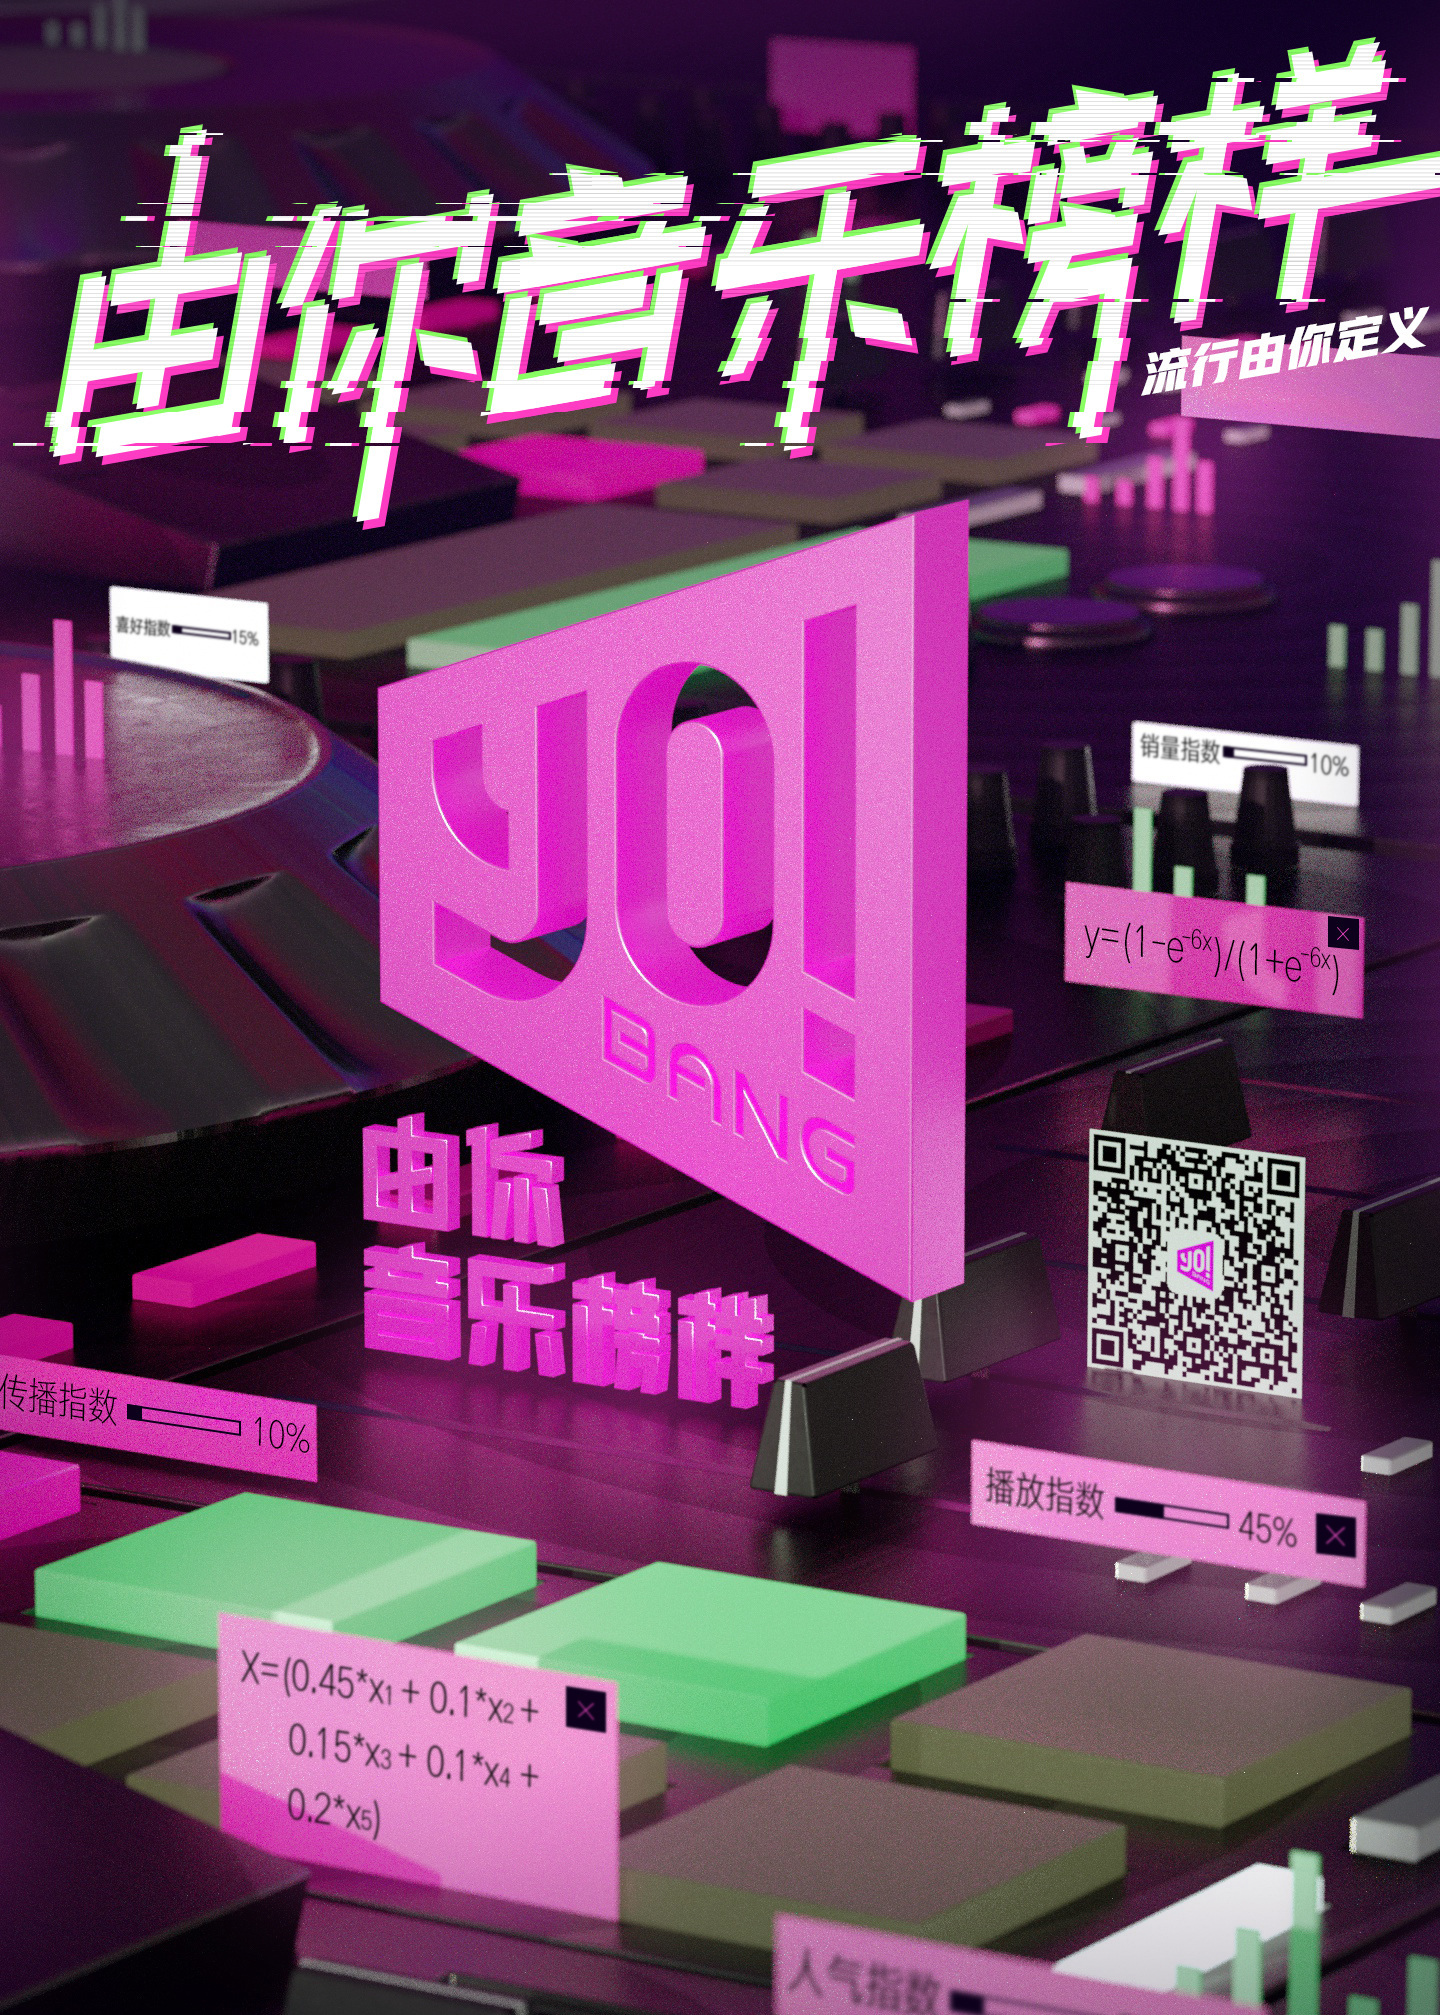 由你音乐榜样
流行由你定义
喜好指数 15%
销量指数 10%
y=(1-e⁻⁶ˣ)/(1+e⁻⁶ˣ)
yo!
BANG
由你
音乐榜样
yo!
传播指数 10%
播放指数 45%
X=(0.45*x₁ + 0.1*x₂ +
0.15*x₃ + 0.1*x₄ +
0.2*x₅)
人气指数